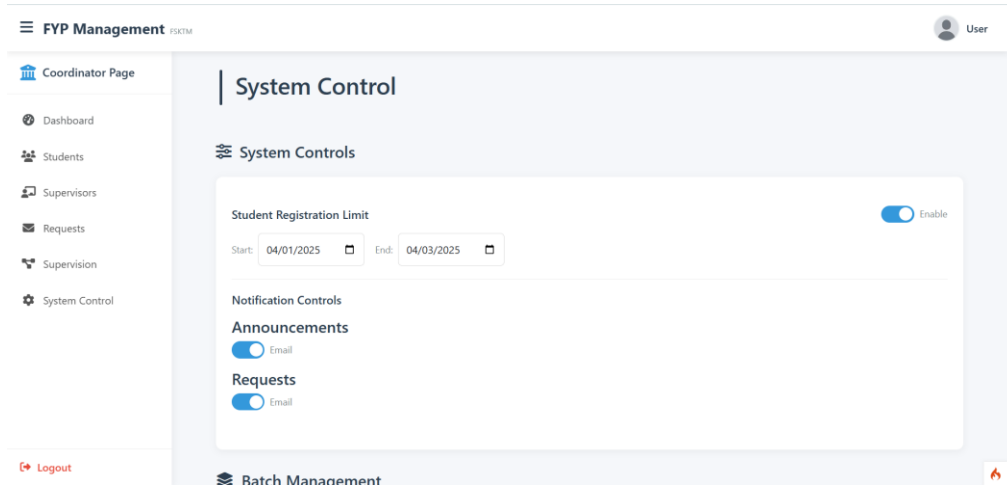 FYP Management FSKTM
User
Coordinator Page
Dashboard
Students
Supervisors
Requests
Supervision
System Control
Logout
System Control
System Controls
Student Registration Limit
Enable
Start: 04/01/2025 End: 04/03/2025
Notification Controls
Announcements
Email
Requests
Email
Batch Management